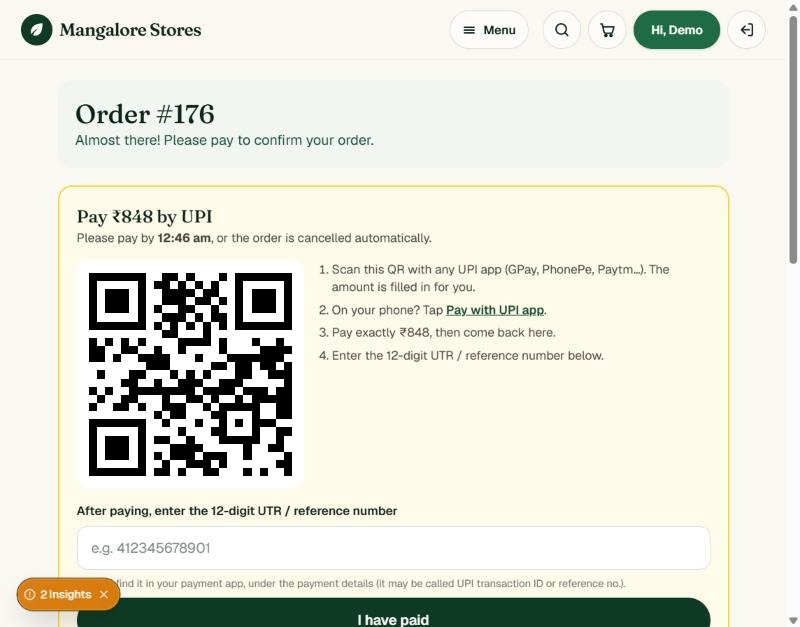 Mangalore Stores
Menu
Hi, Demo
Order #176
Almost there! Please pay to confirm your order.
Pay ₹848 by UPI
Please pay by 12:46 am, or the order is cancelled automatically.
1. Scan this QR with any UPI app (GPay, PhonePe, Paytm...). The
amount is filled in for you.
2. On your phone? Tap Pay with UPI app.
3. Pay exactly ₹848, then come back here.
4. Enter the 12-digit UTR / reference number below.
After paying, enter the 12-digit UTR / reference number
e.g. 412345678901
find it in your payment app, under the payment details (it may be called UPI transaction ID or reference no.).
2 Insights
I have paid